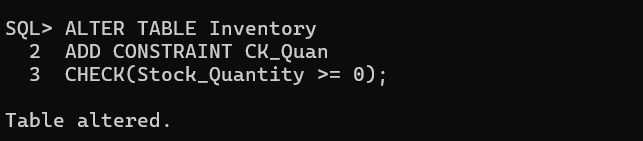 SQL> ALTER TABLE Inventory
  2  ADD CONSTRAINT CK_Quan
  3  CHECK(Stock_Quantity >= 0);
Table altered.